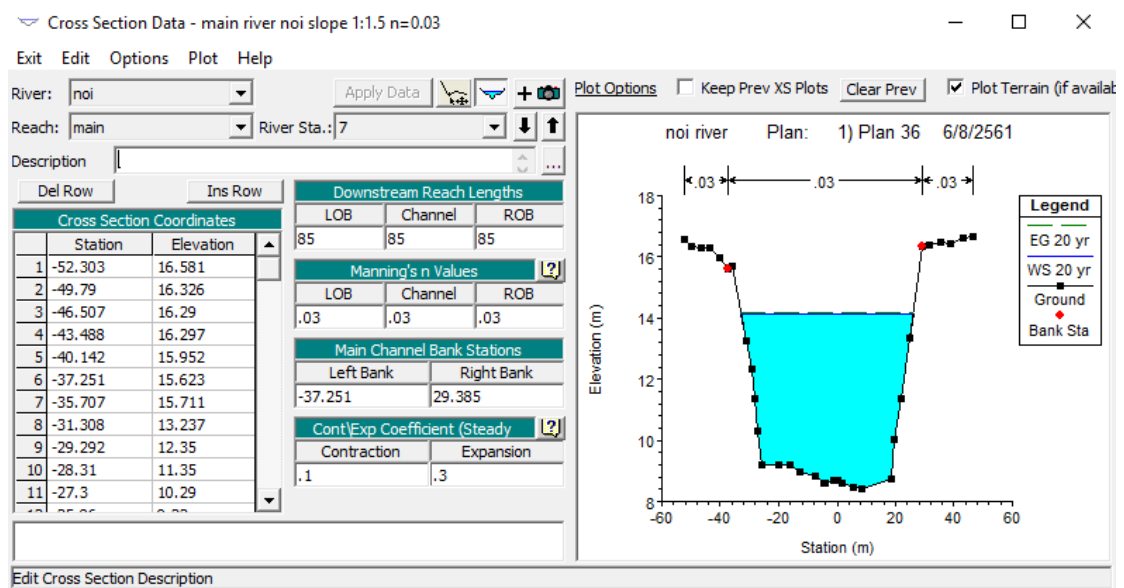 Cross Section Data - main river noi slope 1:1.5 n=0.03
Exit Edit Options Plot Help
River: noi Apply Data
Reach: main River Sta.: 7
Description ...
Del Row Ins Row
Cross Section Coordinates
Station Elevation
1 -52.303 16.581
2 -49.79 16.326
3 -46.507 16.29
4 -43.488 16.297
5 -40.142 15.952
6 -37.251 15.623
7 -35.707 15.711
8 -31.308 13.237
9 -29.292 12.35
10 -28.31 11.35
11 -27.3 10.29
Downstream Reach Lengths
LOB Channel ROB
85 85 85
Manning's n Values
LOB Channel ROB
.03 .03 .03
Main Channel Bank Stations
Left Bank Right Bank
-37.251 29.385
Cont\Exp Coefficient (Steady
Contraction Expansion
.1 .3
Plot Options Keep Prev XS Plots Clear Prev Plot Terrain (if availab
noi river Plan: 1) Plan 36 6/8/2561
.03 .03 .03
18
16
14
12
10
8
Elevation (m)
-60 -40 -20 0 20 40 60
Station (m)
Legend
EG 20 yr
WS 20 yr
Ground
Bank Sta
Edit Cross Section Description